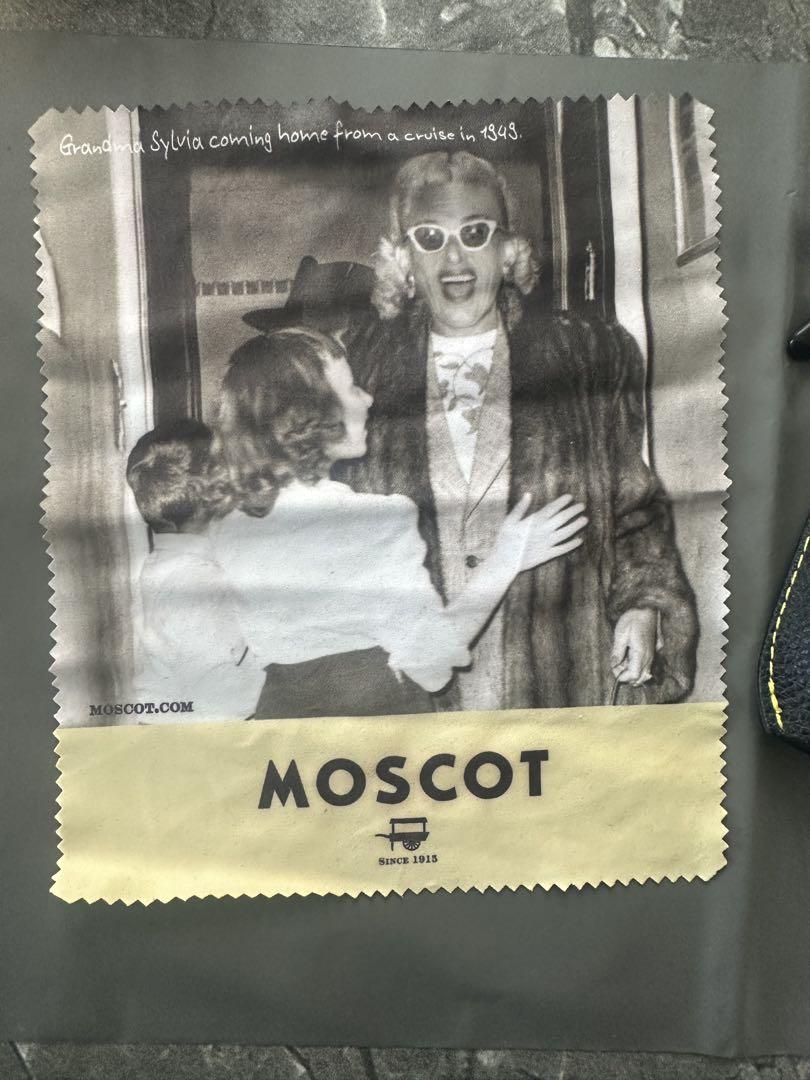 Grandma Sylvia coming home from a cruise in 1949.
MOSCOT.COM
MOSCOT
SINCE 1915